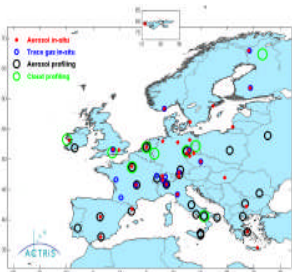 Aerosol in-situ
Trace gas in-situ
Aerosol profiling
Cloud profiling
ACTRIS